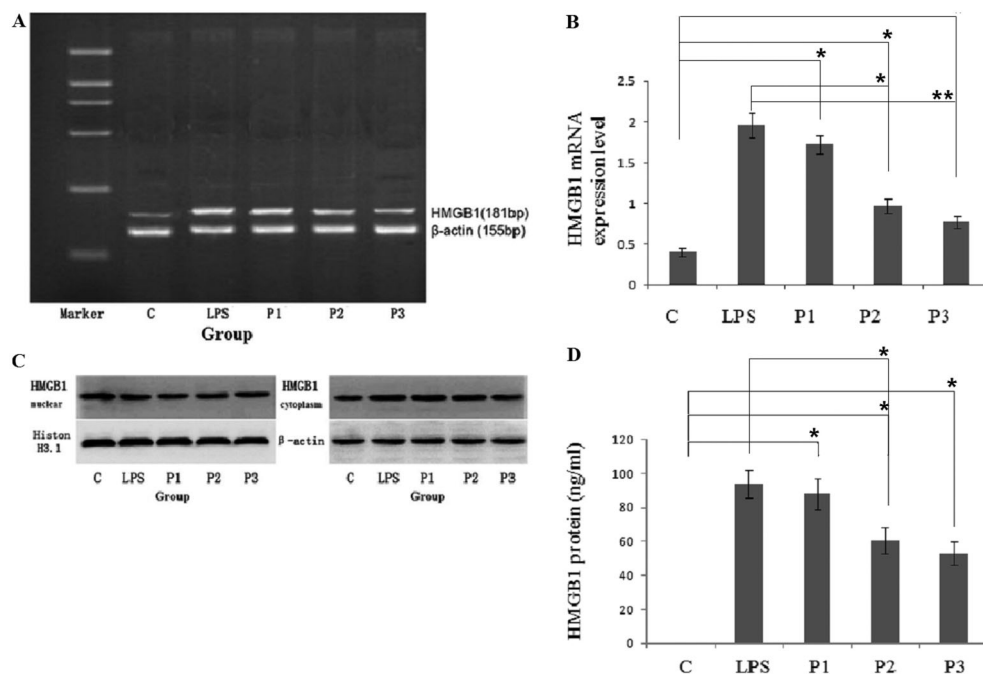 A
HMGB1(181bp)
β-actin (155bp)
Marker C LPS P1 P2 P3
Group
B
*
*
*
**
HMGB1 mRNA
expression level
2.5
2
1.5
1
0.5
0
C LPS P1 P2 P3
C
HMGB1
nuclear
Histon
H3.1
C LPS P1 P2 P3
Group
HMGB1
cytoplasm
β-actin
C LPS P1 P2 P3
Group
D
*
*
*
*
HMGB1 protein (ng/ml)
120
100
80
60
40
20
0
C LPS P1 P2 P3